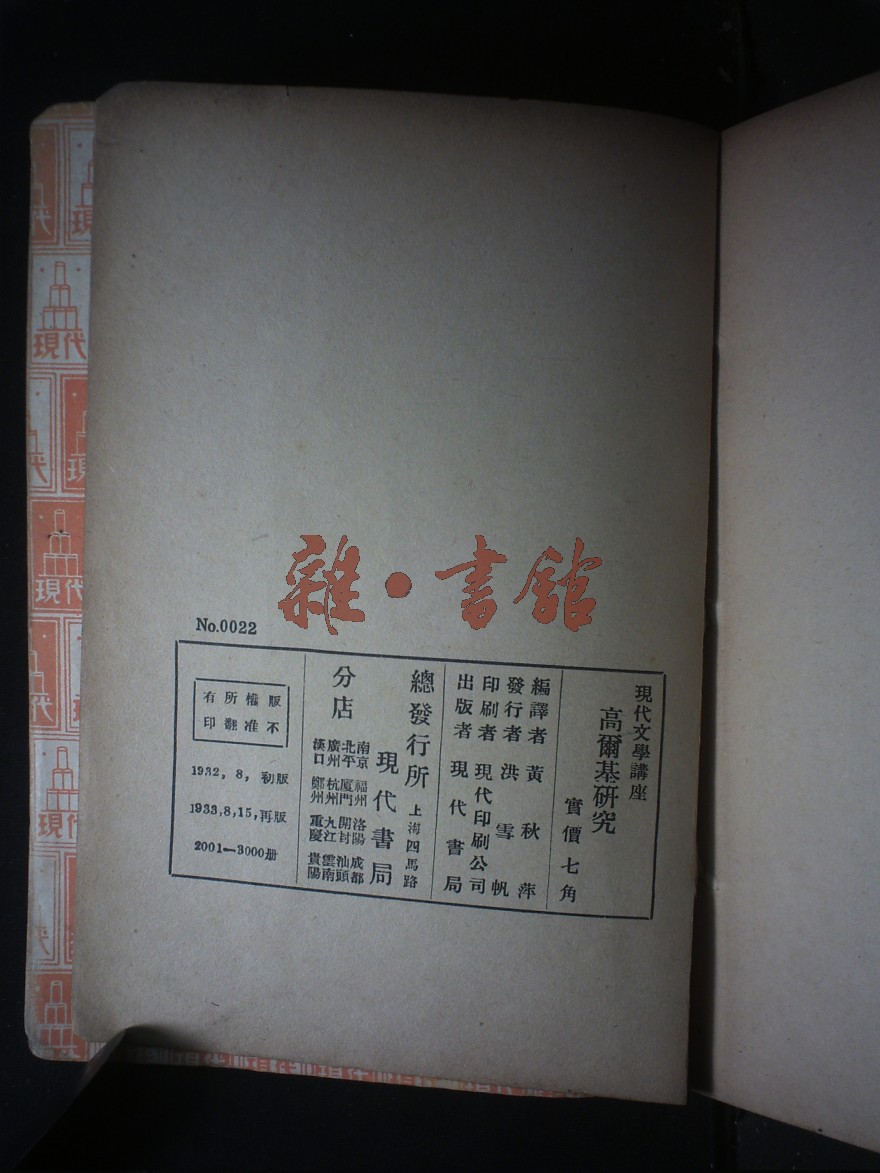 雜•書館
No.0022
現代文學講座
高爾基研究
實價七角
編譯者 黃秋萍
發行者 洪雪帆
印刷者 現代印刷公司
出版者 現代書局
總發行所 上海四馬路 現代書局
分店
南京 福州 洛陽 成都
北平 廈門 開封 汕頭
廣州 杭州 九江 雲南
漢口 鄭州 重慶 貴陽
版權所有
不准翻印
1932, 8, 初版
1933,8,15,再版
2001—3000册
現代
現代
現代
現代